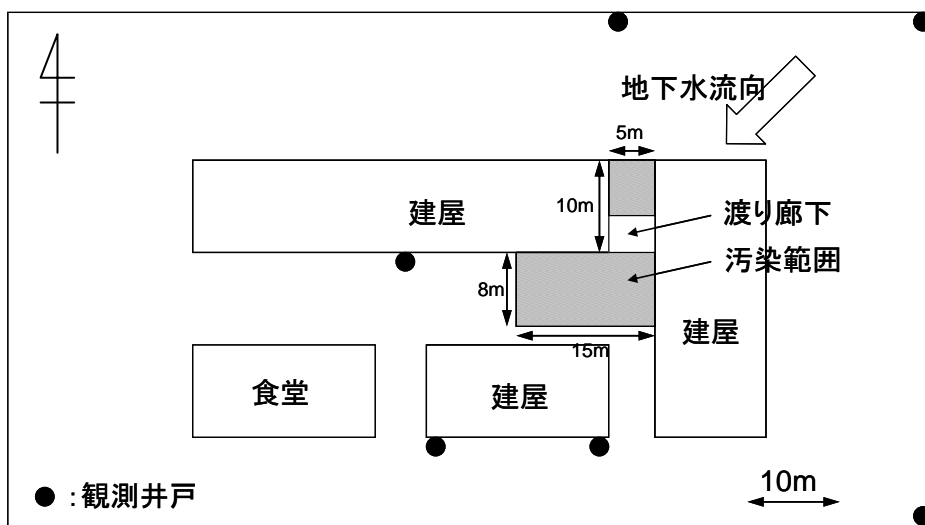 地下水流向
5m
建屋
10m
渡り廊下
汚染範囲
8m
建屋
15m
食堂
建屋
10m
●：観測井戸